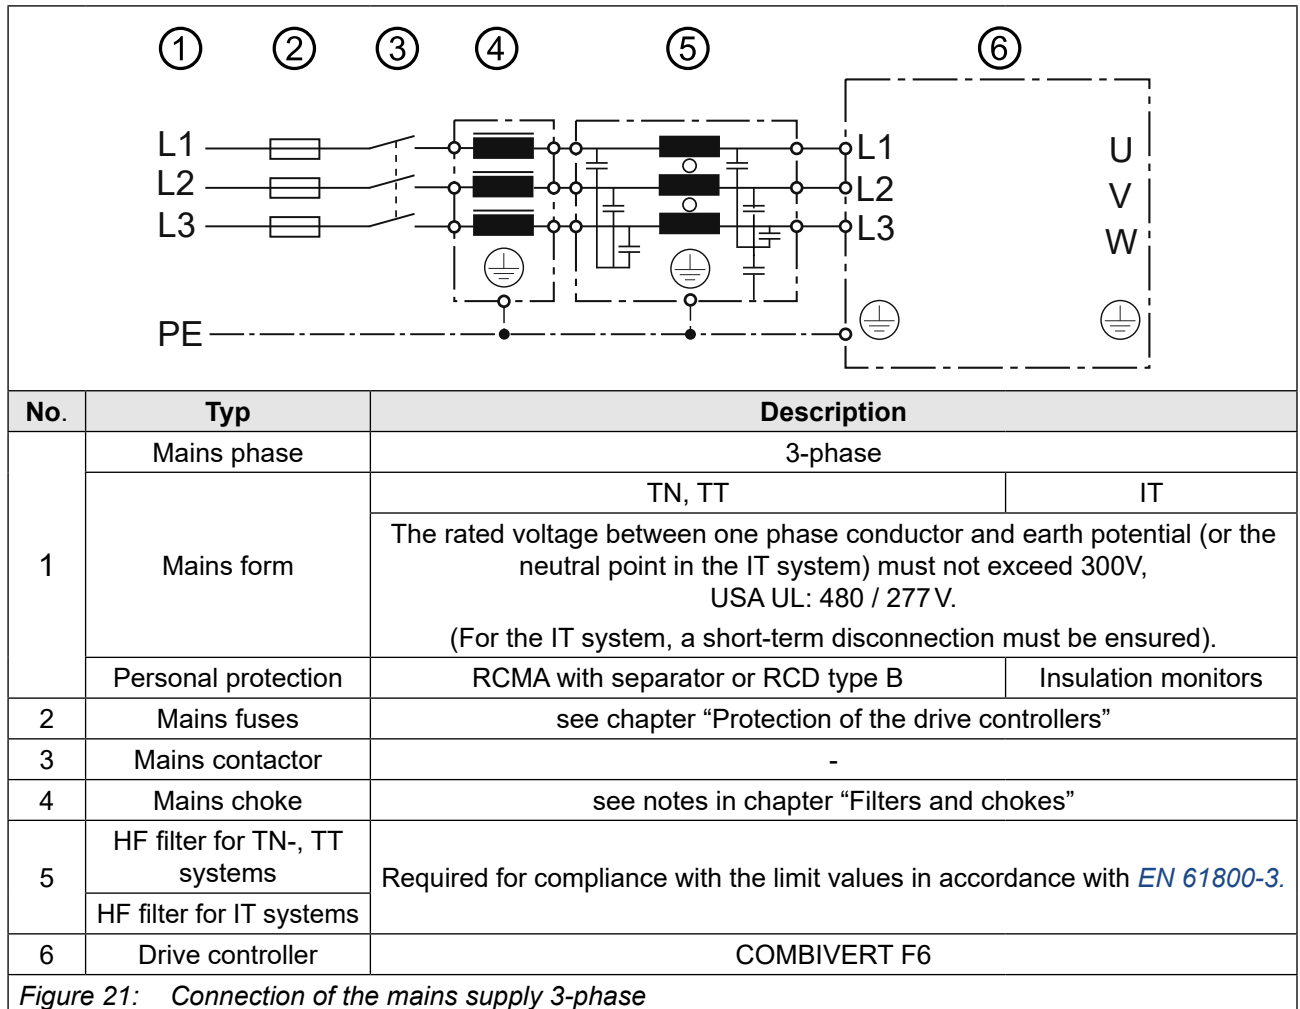 1 2 3 4 5 6
L1 L1 U
L2 L2 V
L3 L3 W
PE
No. Typ Description
1 Mains phase 3-phase
Mains form TN, TT IT
The rated voltage between one phase conductor and earth potential (or the
neutral point in the IT system) must not exceed 300V,
USA UL: 480 / 277 V.
(For the IT system, a short-term disconnection must be ensured).
Personal protection RCMA with separator or RCD type B Insulation monitors
2 Mains fuses see chapter “Protection of the drive controllers”
3 Mains contactor -
4 Mains choke see notes in chapter “Filters and chokes”
5 HF filter for TN-, TT
systems
Required for compliance with the limit values in accordance with EN 61800-3.
HF filter for IT systems
6 Drive controller COMBIVERT F6
Figure 21: Connection of the mains supply 3-phase